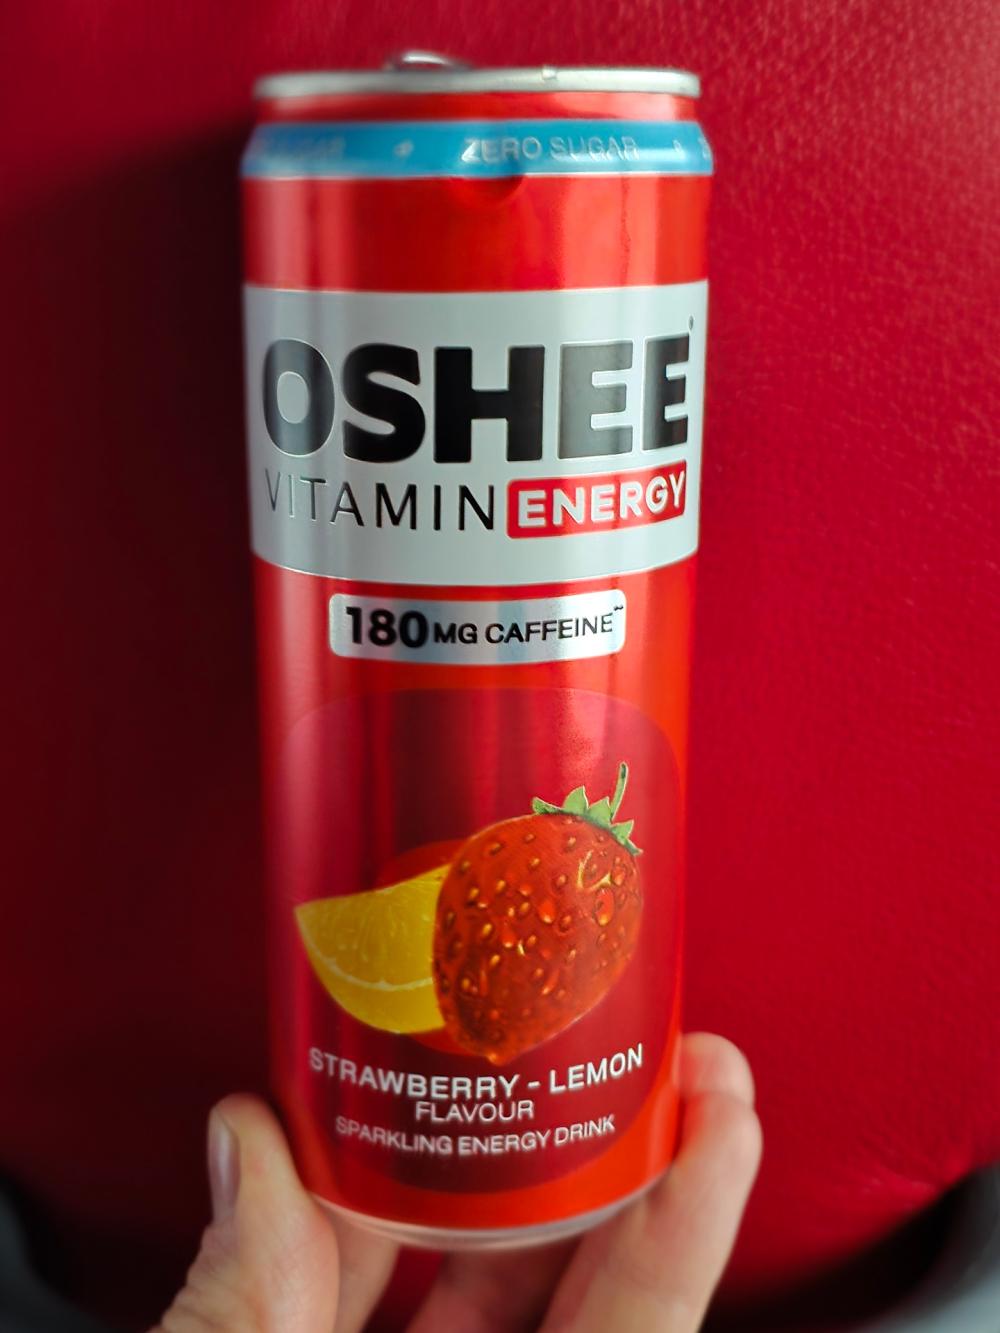 ZERO SUGAR
OSHEE
VITAMIN ENERGY
180 MG CAFFEINE**
STRAWBERRY - LEMON
FLAVOUR
SPARKLING ENERGY DRINK